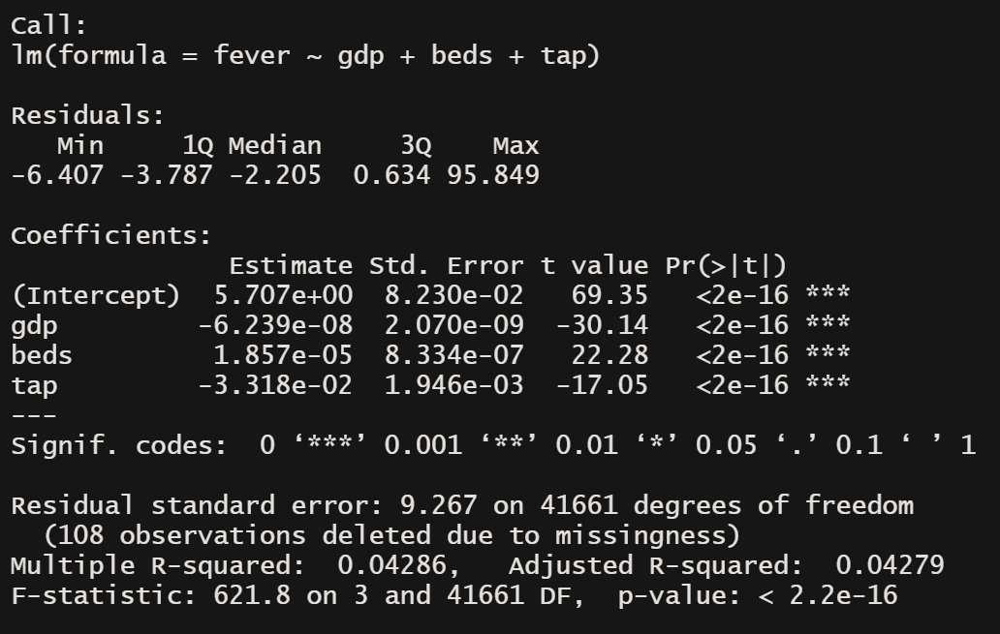 Call:
lm(formula = fever ~ gdp + beds + tap)

Residuals:
   Min     1Q Median     3Q    Max
-6.407 -3.787 -2.205  0.634 95.849

Coefficients:
              Estimate Std. Error t value Pr(>|t|)
(Intercept)  5.707e+00  8.230e-02   69.35   <2e-16 ***
gdp         -6.239e-08  2.070e-09  -30.14   <2e-16 ***
beds         1.857e-05  8.334e-07   22.28   <2e-16 ***
tap         -3.318e-02  1.946e-03  -17.05   <2e-16 ***
---
Signif. codes:  0 ‘***’ 0.001 ‘**’ 0.01 ‘*’ 0.05 ‘.’ 0.1 ‘ ’ 1

Residual standard error: 9.267 on 41661 degrees of freedom
  (108 observations deleted due to missingness)
Multiple R-squared:  0.04286,	Adjusted R-squared:  0.04279
F-statistic: 621.8 on 3 and 41661 DF,  p-value: < 2.2e-16